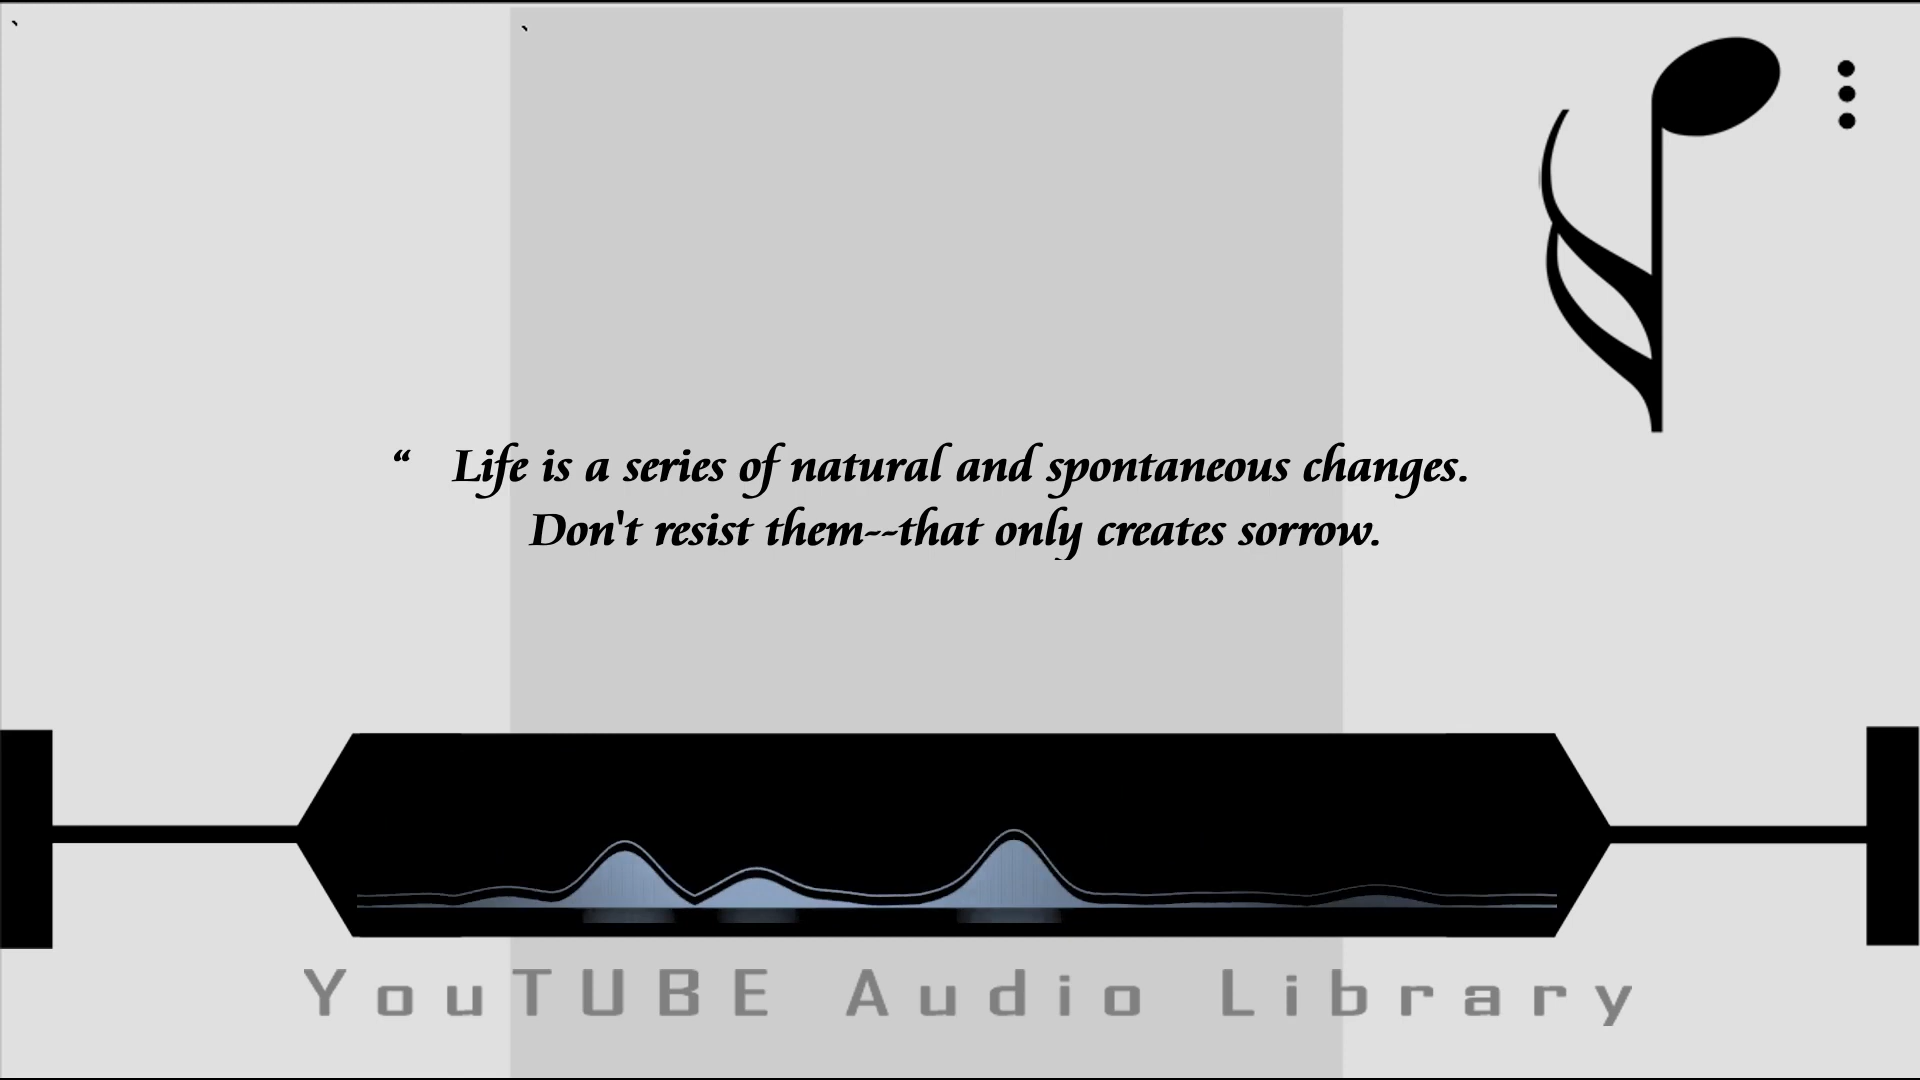 “ Life is a series of natural and spontaneous changes.
Don't resist them--that only creates sorrow.
YouTUBE Audio Library